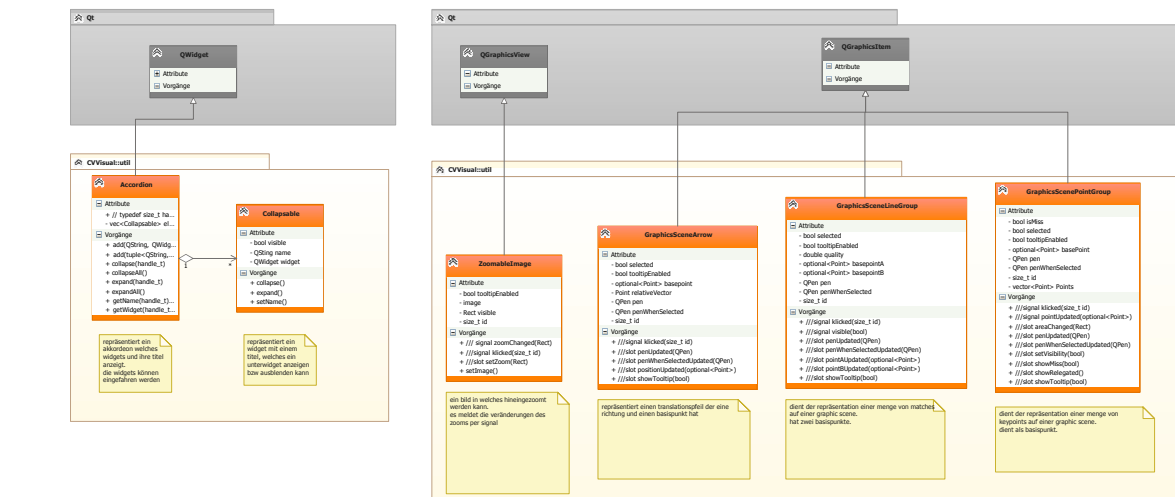 Qt
QWidget
Attribute
Vorgänge
CVVisual::util
Accordion
Attribute
+ // typedef size_t ha...
- vec<Collapsable> el...
Vorgänge
+ add(QString, QWidg...
+ add(tuple<QString,...
+ collapse(handle_t)
+ collapseAll()
+ expand(handle_t)
+ expandAll()
+ getName(handle_t)...
+ getWidget(handle_t...
1
*
Collapsable
Attribute
- bool visible
- QSting name
- QWidget widget
Vorgänge
+ collapse()
+ expand()
+ setName()
repräsentiert ein
akkordeon welches
widgets und ihre titel
anzeigt.
die widgets können
eingefahren werden
repräsentiert ein
widget mit einem
titel, welches ein
unterwidget anzeigen
bzw ausblenden kann
Qt
QGraphicsView
Attribute
Vorgänge
QGraphicsItem
Attribute
Vorgänge
CVVisual::util
ZoomableImage
Attribute
- bool tooltipEnabled
- image
- Rect visible
- size_t id
Vorgänge
+ /// signal zoomChanged(Rect)
+ ///signal klicked(size_t id)
+ ///slot setZoom(Rect)
+ setImage()
ein bild in welches hineingezoomt
werden kann.
es meldet die veränderungen des
zooms per signal
GraphicsSceneArrow
Attribute
- bool selected
- bool tooltipEnabled
- optional<Point> basepoint
- Point relativeVector
- QPen pen
- QPen penWhenSelected
- size_t id
Vorgänge
+ ///signal klicked(size_t id)
+ ///slot penUpdated(QPen)
+ ///slot penWhenSelectedUpdated(QPen)
+ ///slot positionUpdated(optional<Point>)
+ ///slot showTooltip(bool)
repräsentiert einen translationspfeil der eine
richtung und einen basispunkt hat
GraphicsSceneLineGroup
Attribute
- bool selected
- bool tooltipEnabled
- double quality
- optional<Point> basepointA
- optional<Point> basepointB
- QPen pen
- QPen penWhenSelected
- size_t id
Vorgänge
+ ///signal klicked(size_t id)
+ ///signal visible(bool)
+ ///slot penUpdated(QPen)
+ ///slot penWhenSelectedUpdated(QPen)
+ ///slot pointAUpdated(optional<Point>)
+ ///slot pointBUpdated(optional<Point>)
+ ///slot showTooltip(bool)
dient der repräsentation einer menge von matches
auf einer graphic scene.
hat zwei basispunkte.
GraphicsScenePointGroup
Attribute
- bool isMiss
- bool selected
- bool tooltipEnabled
- optional<Point> basePoint
- QPen pen
- QPen penWhenSelected
- size_t id
- vector<Point> Points
Vorgänge
+ ///signal klicked(size_t id)
+ ///signal pointUpdated(optional<Point>)
+ ///slot areaChanged(Rect)
+ ///slot penUpdated(QPen)
+ ///slot penWhenSelectedUpdated(QPen)
+ ///slot setVisibility(bool)
+ ///slot showMiss(bool)
+ ///slot showRelegated()
+ ///slot showTooltip(bool)
dient der repräsentation einer menge von
keypoints auf einer graphic scene.
dient als basispunkt.